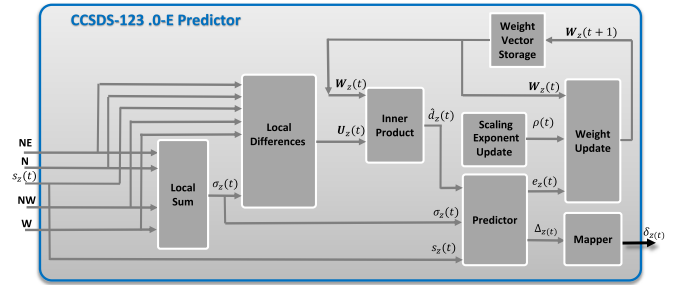 CCSDS-123 .0-E Predictor
Weight
Vector
Storage
W_z(t+1)
W_z(t)
W_z(t)
Local
Differences
U_z(t)
Inner
Product
d̂_z(t)
Scaling
Exponent
Update
ρ(t)
Weight
Update
NE
N
s_z(t)
NW
W
Local
Sum
σ_z(t)
σ_z(t)
s_z(t)
Predictor
e_z(t)
Δ_z(t)
Mapper
δ_z(t)